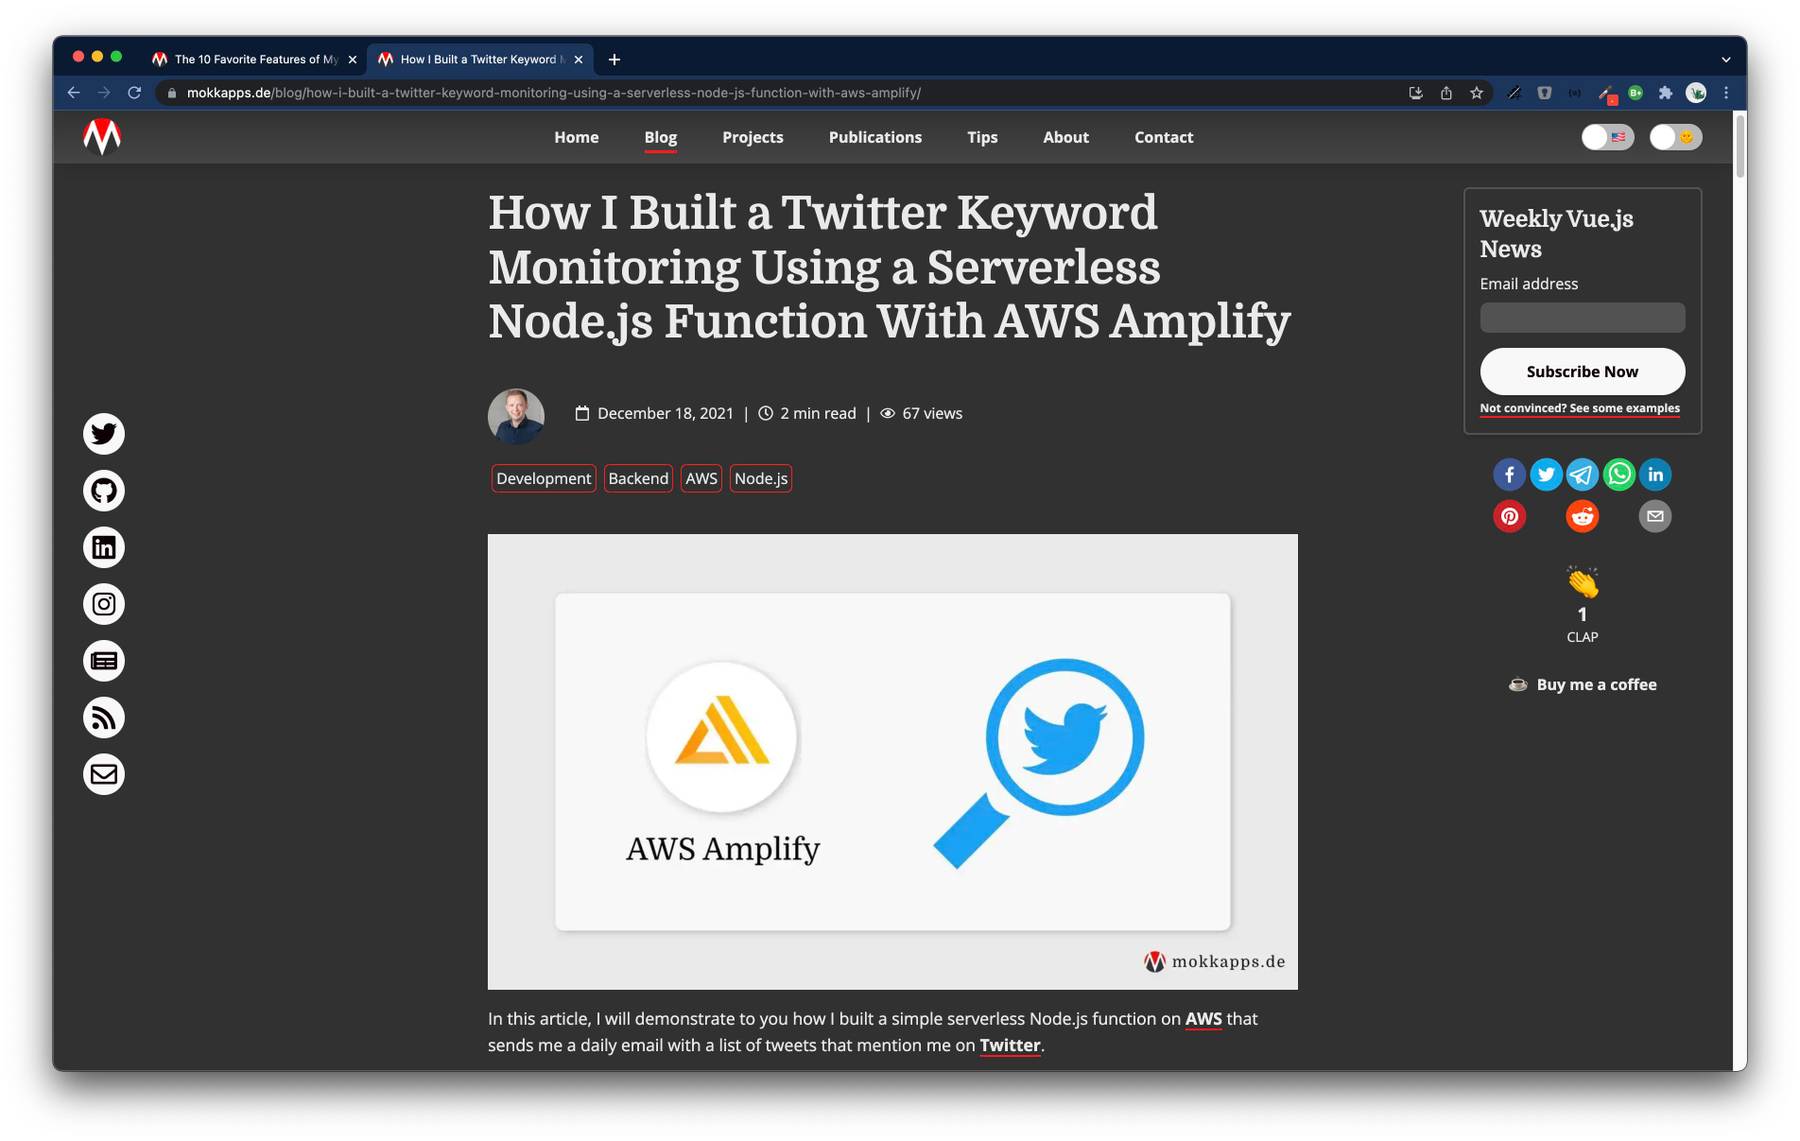 The 10 Favorite Features of My
How I Built a Twitter Keyword M
mokkapps.de/blog/how-i-built-a-twitter-keyword-monitoring-using-a-serverless-node-js-function-with-aws-amplify/
Home Blog Projects Publications Tips About Contact
How I Built a Twitter Keyword
Monitoring Using a Serverless
Node.js Function With AWS Amplify
December 18, 2021 | 2 min read | 67 views
Development Backend AWS Node.js
AWS Amplify
mokkapps.de
In this article, I will demonstrate to you how I built a simple serverless Node.js function on AWS that
sends me a daily email with a list of tweets that mention me on Twitter.
Weekly Vue.js
News
Email address
Subscribe Now
Not convinced? See some examples
1
CLAP
Buy me a coffee